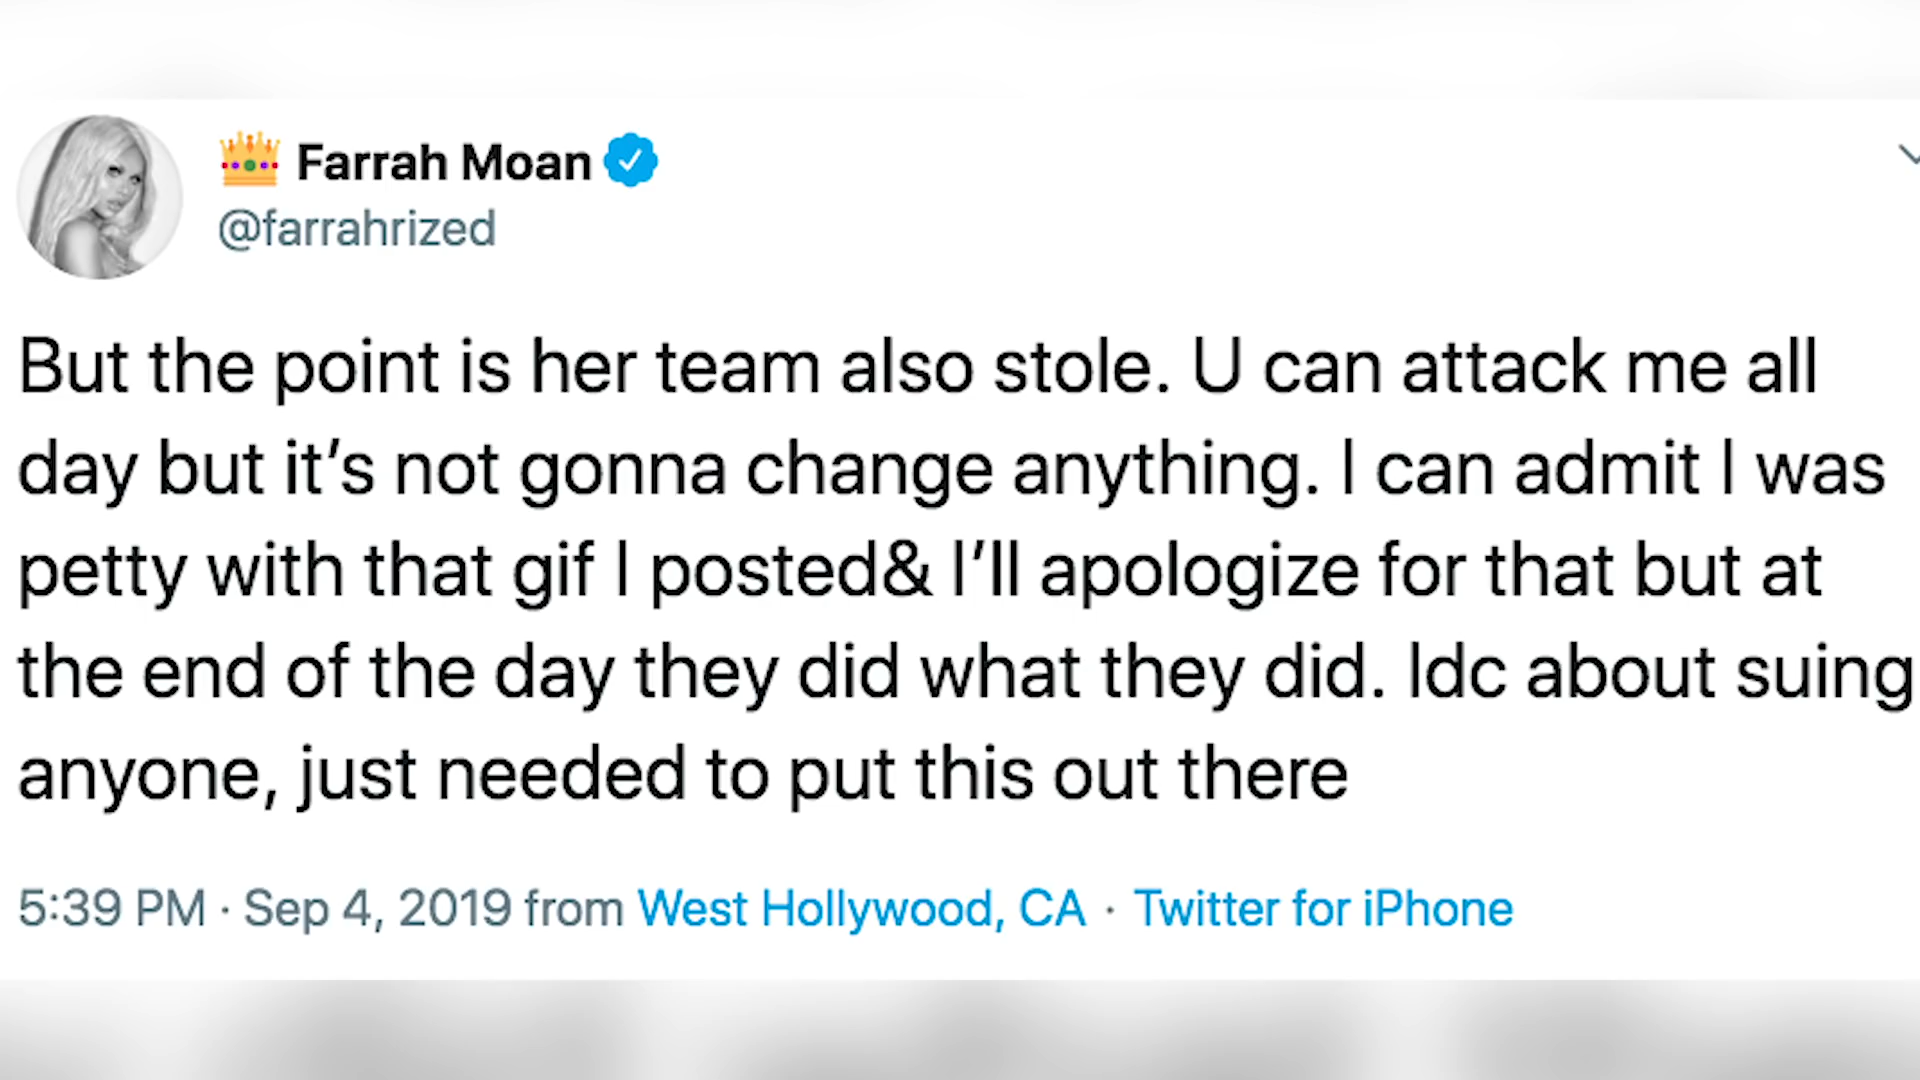 👑 Farrah Moan
@farrahrized
But the point is her team also stole. U can attack me all
day but it’s not gonna change anything. I can admit I was
petty with that gif I posted& I’ll apologize for that but at
the end of the day they did what they did. Idc about suing
anyone, just needed to put this out there
5:39 PM · Sep 4, 2019 from West Hollywood, CA · Twitter for iPhone